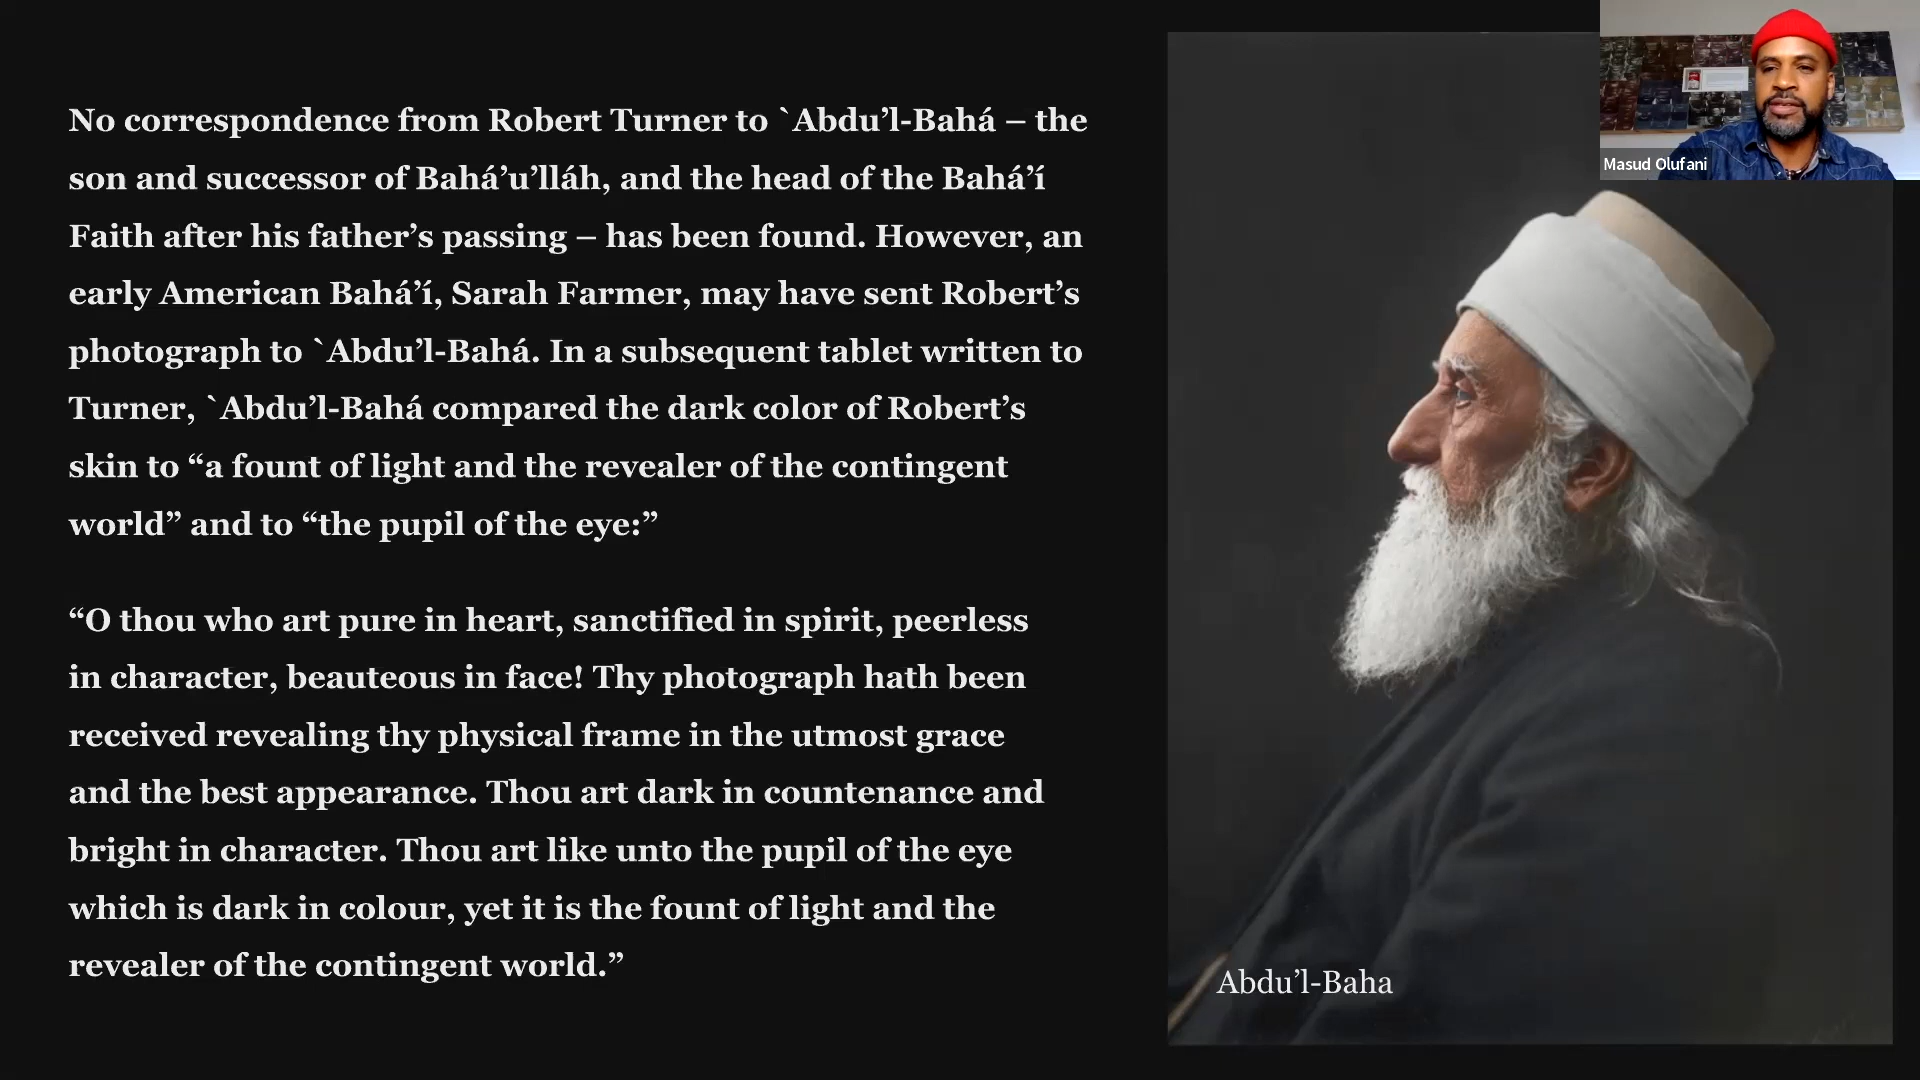 No correspondence from Robert Turner to `Abdu’l-Bahá – the
son and successor of Bahá’u’lláh, and the head of the Bahá’í
Faith after his father’s passing – has been found. However, an
early American Bahá’í, Sarah Farmer, may have sent Robert’s
photograph to `Abdu’l-Bahá. In a subsequent tablet written to
Turner, `Abdu’l-Bahá compared the dark color of Robert’s
skin to “a fount of light and the revealer of the contingent
world” and to “the pupil of the eye:”
“O thou who art pure in heart, sanctified in spirit, peerless
in character, beauteous in face! Thy photograph hath been
received revealing thy physical frame in the utmost grace
and the best appearance. Thou art dark in countenance and
bright in character. Thou art like unto the pupil of the eye
which is dark in colour, yet it is the fount of light and the
revealer of the contingent world.”
Abdu’l-Baha
Masud Olufani